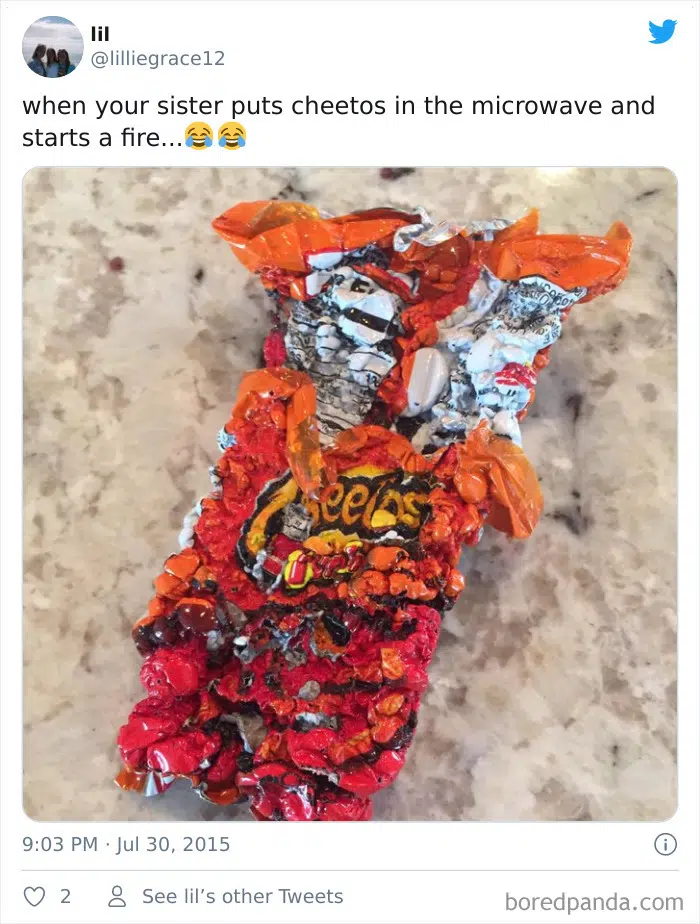 lil
@lilliegrace12
when your sister puts cheetos in the microwave and
starts a fire...😂😂
9:03 PM · Jul 30, 2015
2
See lil’s other Tweets
boredpanda.com